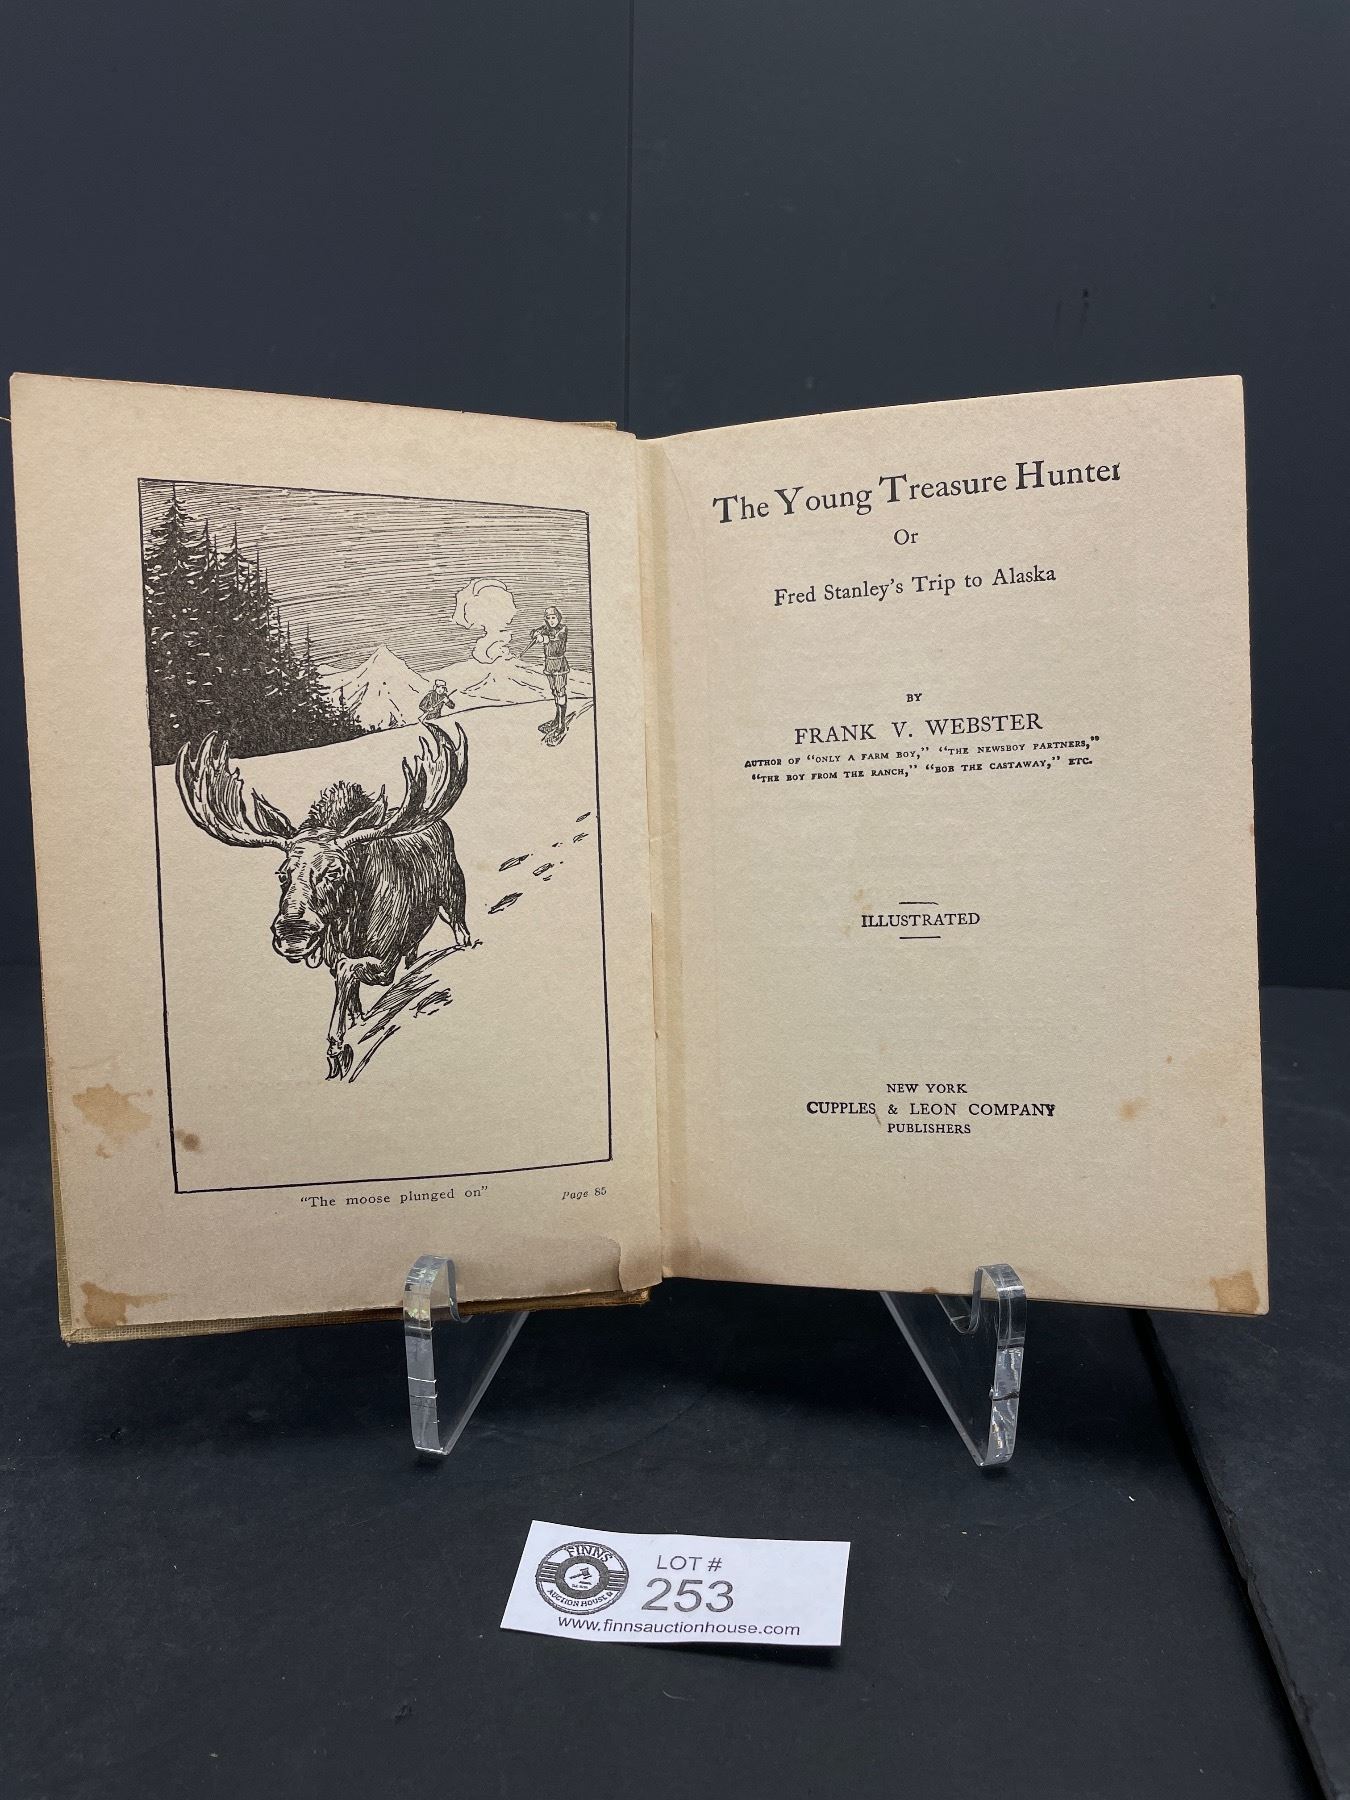 "The moose plunged on" Page 85
The Young Treasure Hunter
Or
Fred Stanley's Trip to Alaska
BY
FRANK V. WEBSTER
AUTHOR OF "ONLY A FARM BOY," "THE NEWSBOY PARTNERS,"
"THE BOY FROM THE RANCH," "BOB THE CASTAWAY," ETC.
ILLUSTRATED
NEW YORK
CUPPLES & LEON COMPANY
PUBLISHERS
FINNS
AUCTION HOUSE
LOT #
253
www.finnsauctionhouse.com